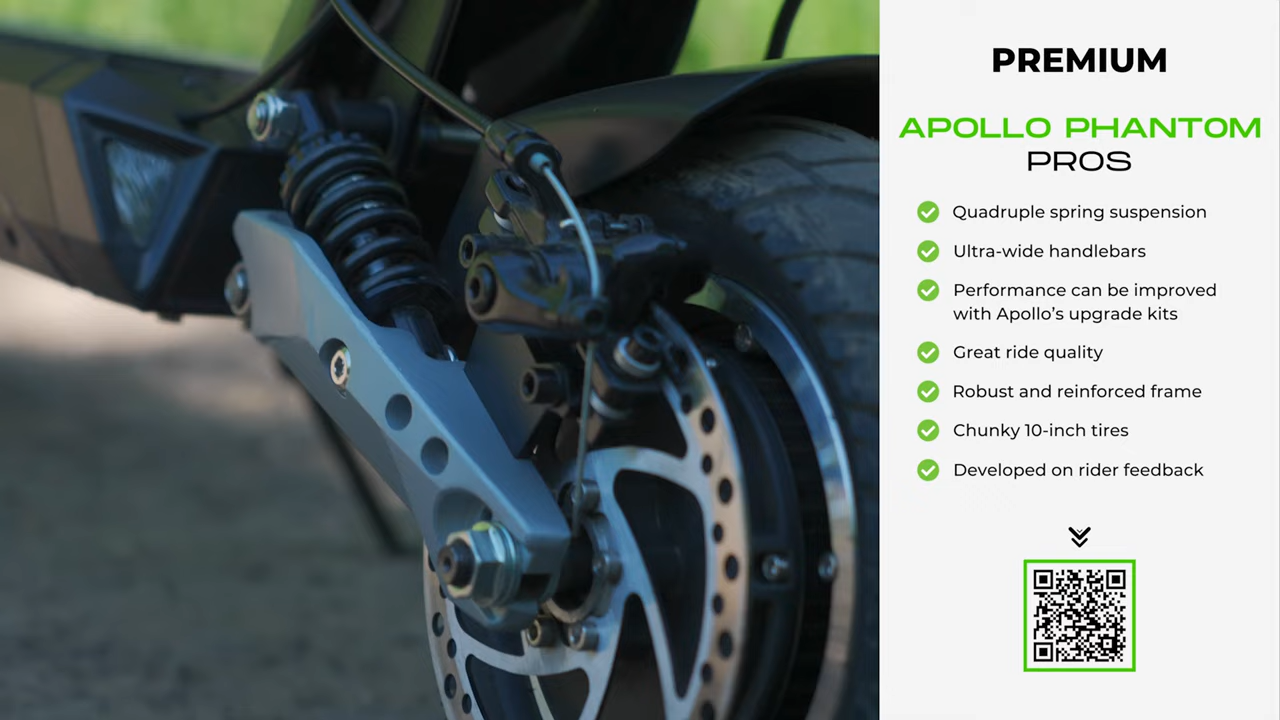 PREMIUM
APOLLO PHANTOM
PROS
Quadruple spring suspension
Ultra-wide handlebars
Performance can be improved
with Apollo's upgrade kits
Great ride quality
Robust and reinforced frame
Chunky 10-inch tires
Developed on rider feedback